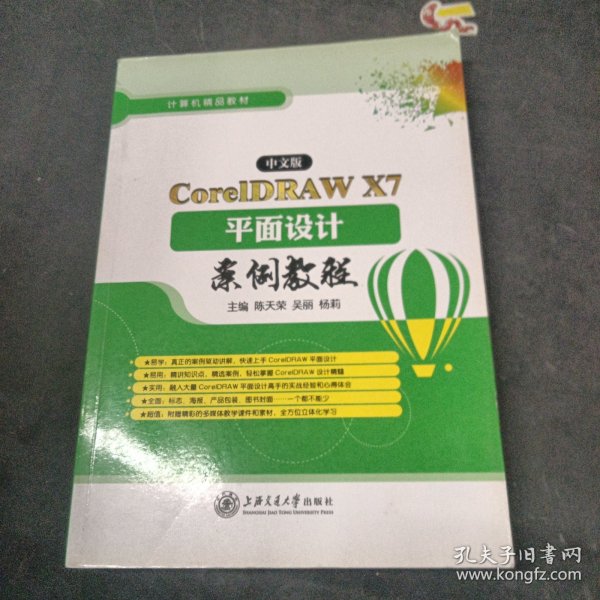 计算机精品教材
中文版
CorelDRAW X7
平面设计
案例教程
主编 陈天荣 吴丽 杨莉
★易学：真正的案例驱动讲解，快速上手CorelDRAW平面设计
★易用：精讲知识点，精选案例，轻松掌握CorelDRAW设计精髓
★实用：融入大量CorelDRAW平面设计高手的实战经验和心得体会
★全面：标志、海报、产品包装、图书封面……一个都不能少
★超值：附赠精彩的多媒体教学课件和素材，全方位立体化学习
上海交通大学出版社
SHANGHAI JIAO TONG UNIVERSITY PRESS
孔夫子旧书网
www.kongfz.com